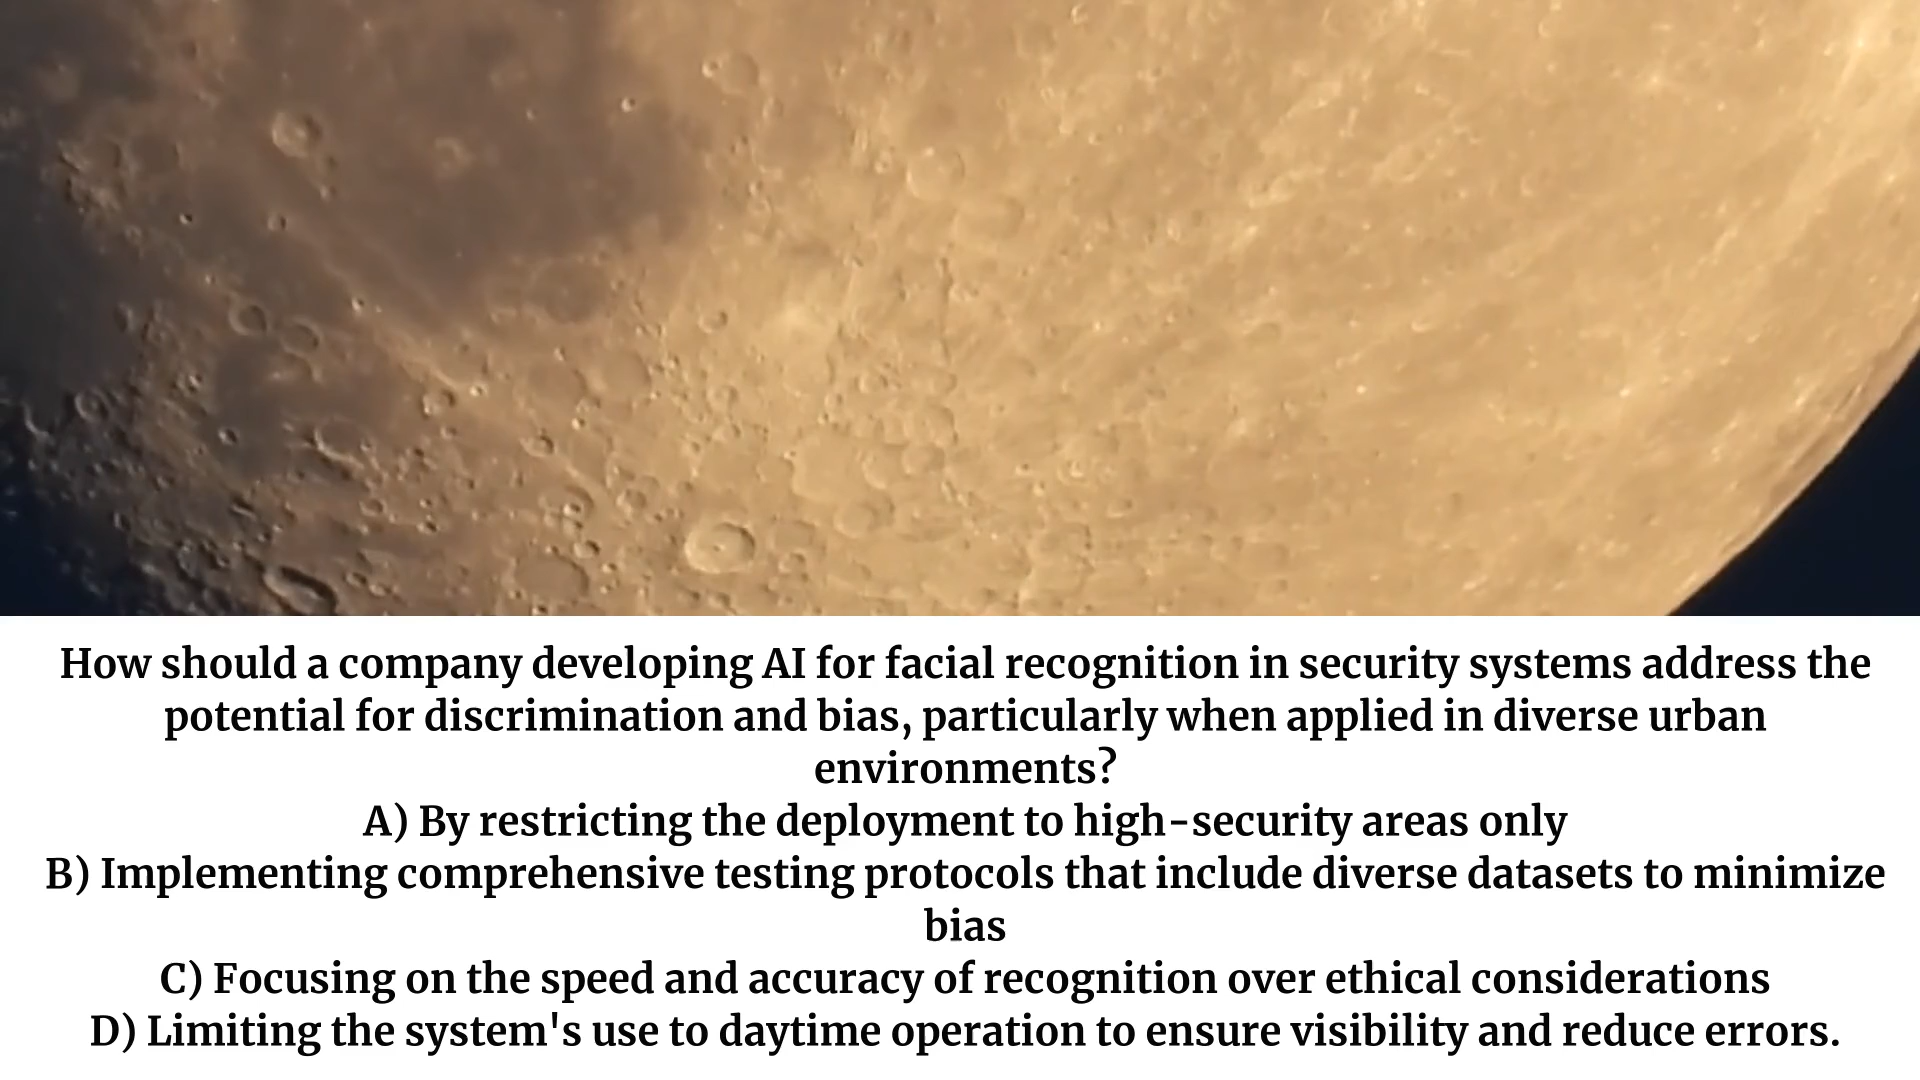 How should a company developing AI for facial recognition in security systems address the
potential for discrimination and bias, particularly when applied in diverse urban
environments?
A) By restricting the deployment to high-security areas only
B) Implementing comprehensive testing protocols that include diverse datasets to minimize
bias
C) Focusing on the speed and accuracy of recognition over ethical considerations
D) Limiting the system's use to daytime operation to ensure visibility and reduce errors.